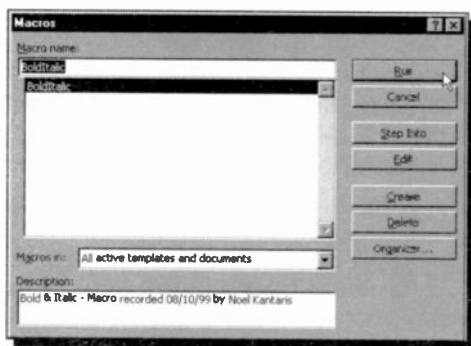 Macros
Macro name:
BoldItalic
BoldItalic
Run
Cancel
Step Into
Edit
Create
Delete
Organizer...
Macros in: All active templates and documents
Description:
Bold & Italic - Macro recorded 08/10/99 by Noel Kantaris